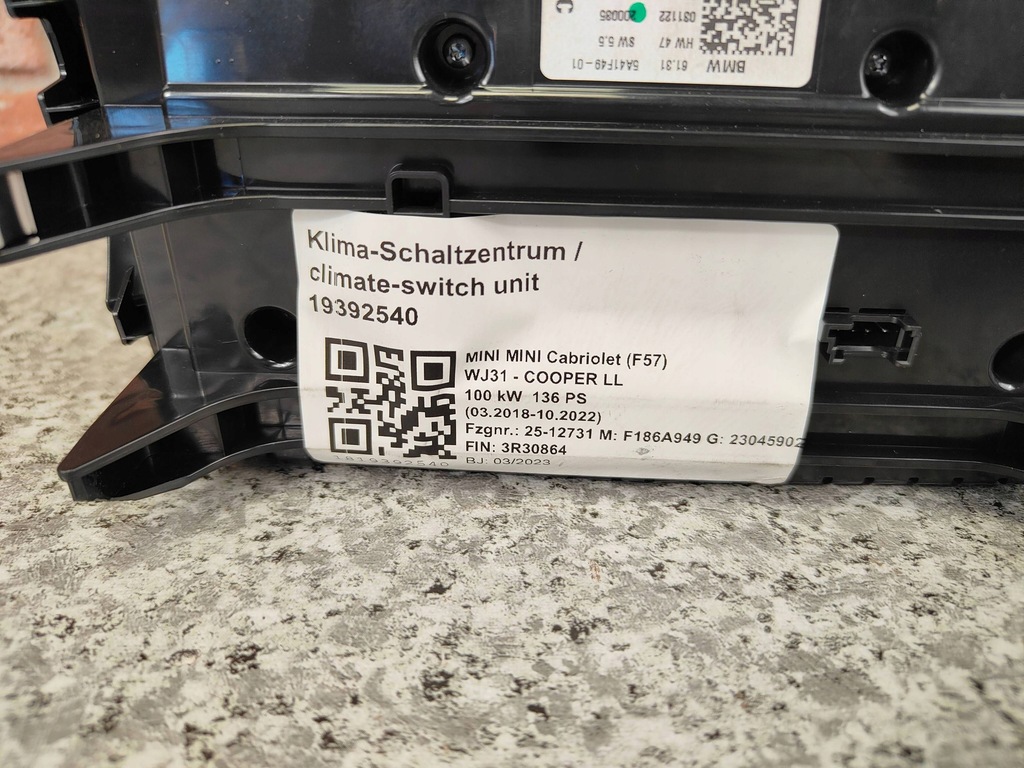 BMW 61.31 5A41F49-01
HW 47 SW 5.5
031122 200085
C
Klima-Schaltzentrum /
climate-switch unit
19392540
MINI MINI Cabriolet (F57)
WJ31 - COOPER LL
100 kW 136 PS
(03.2018-10.2022)
Fzgnr.: 25-12731 M: F186A949 G: 23045902
FIN: 3R30864
BJ: 03/2023
1019392540